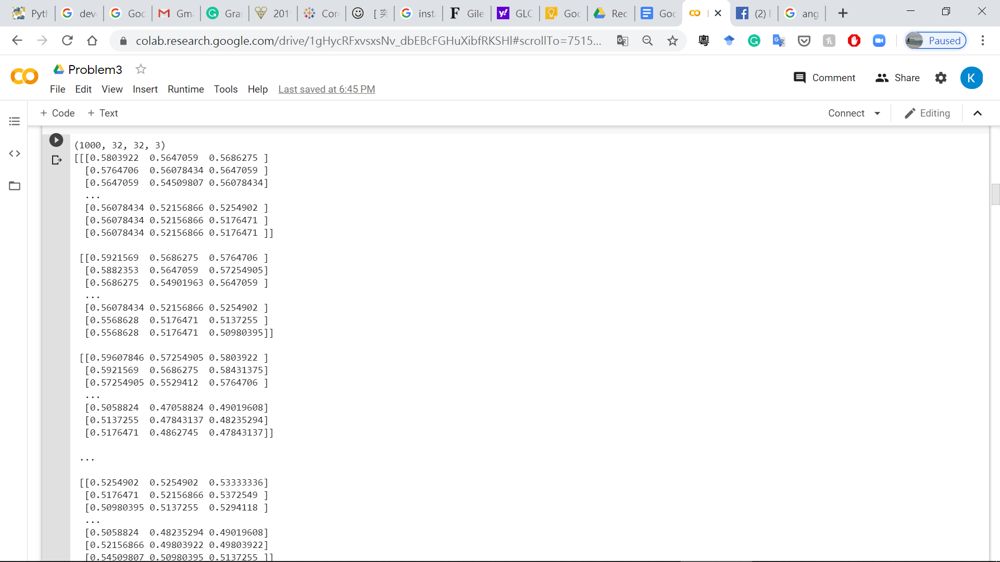 Pyth
dev
Goc
Gm
Gra
201
Cor
[ 突
inst
Gile
GLC
Goc
Rec
Goc
(2) F
ang
colab.research.google.com/drive/1gHycRFxvsxsNv_dbEBcFGHuXibfRKSHl#scrollTo=7515...
粵
Paused
Problem3
Comment
Share
K
File Edit View Insert Runtime Tools Help Last saved at 6:45 PM
+ Code + Text
Connect
Editing
(1000, 32, 32, 3)
[[[0.5803922  0.5647059  0.5686275 ]
[0.5764706  0.56078434 0.5647059 ]
[0.5647059  0.54509807 0.56078434]
...
[0.56078434 0.52156866 0.5254902 ]
[0.56078434 0.52156866 0.5176471 ]
[0.56078434 0.52156866 0.5176471 ]]
[[0.5921569  0.5686275  0.5764706 ]
[0.5882353  0.5647059  0.57254905]
[0.5686275  0.54901963 0.5647059 ]
...
[0.56078434 0.52156866 0.5254902 ]
[0.5568628  0.5176471  0.5137255 ]
[0.5568628  0.5176471  0.50980395]]
[[0.59607846 0.57254905 0.5803922 ]
[0.5921569  0.5686275  0.58431375]
[0.57254905 0.5529412  0.5764706 ]
...
[0.5058824  0.47058824 0.49019608]
[0.5137255  0.47843137 0.48235294]
[0.5176471  0.4862745  0.47843137]]
...
[[0.5254902  0.5254902  0.53333336]
[0.5176471  0.52156866 0.5372549 ]
[0.50980395 0.5137255  0.5294118 ]
...
[0.5058824  0.48235294 0.49019608]
[0.52156866 0.49803922 0.49803922]
[0.54509807 0.50980395 0.5137255 ]]